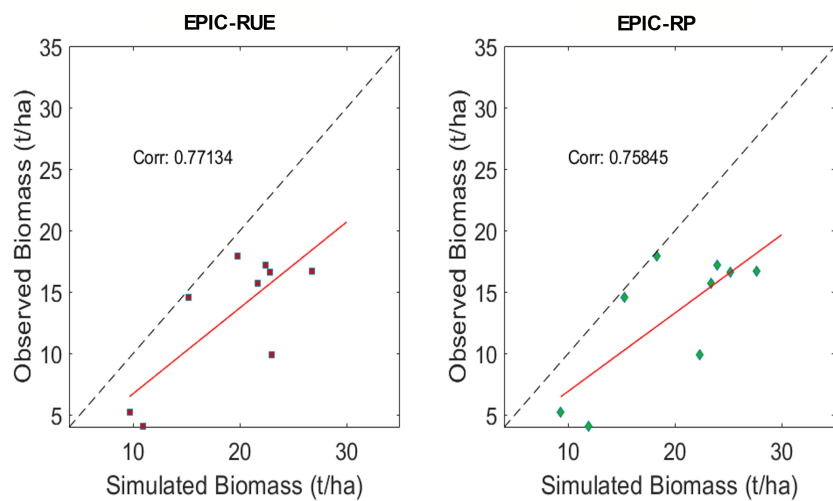 EPIC-RUE
35
30
25
20
15
10
5
Observed Biomass (t/ha)
Corr: 0.77134
10 20 30
Simulated Biomass (t/ha)
EPIC-RP
35
30
25
20
15
10
5
Observed Biomass (t/ha)
Corr: 0.75845
10 20 30
Simulated Biomass (t/ha)